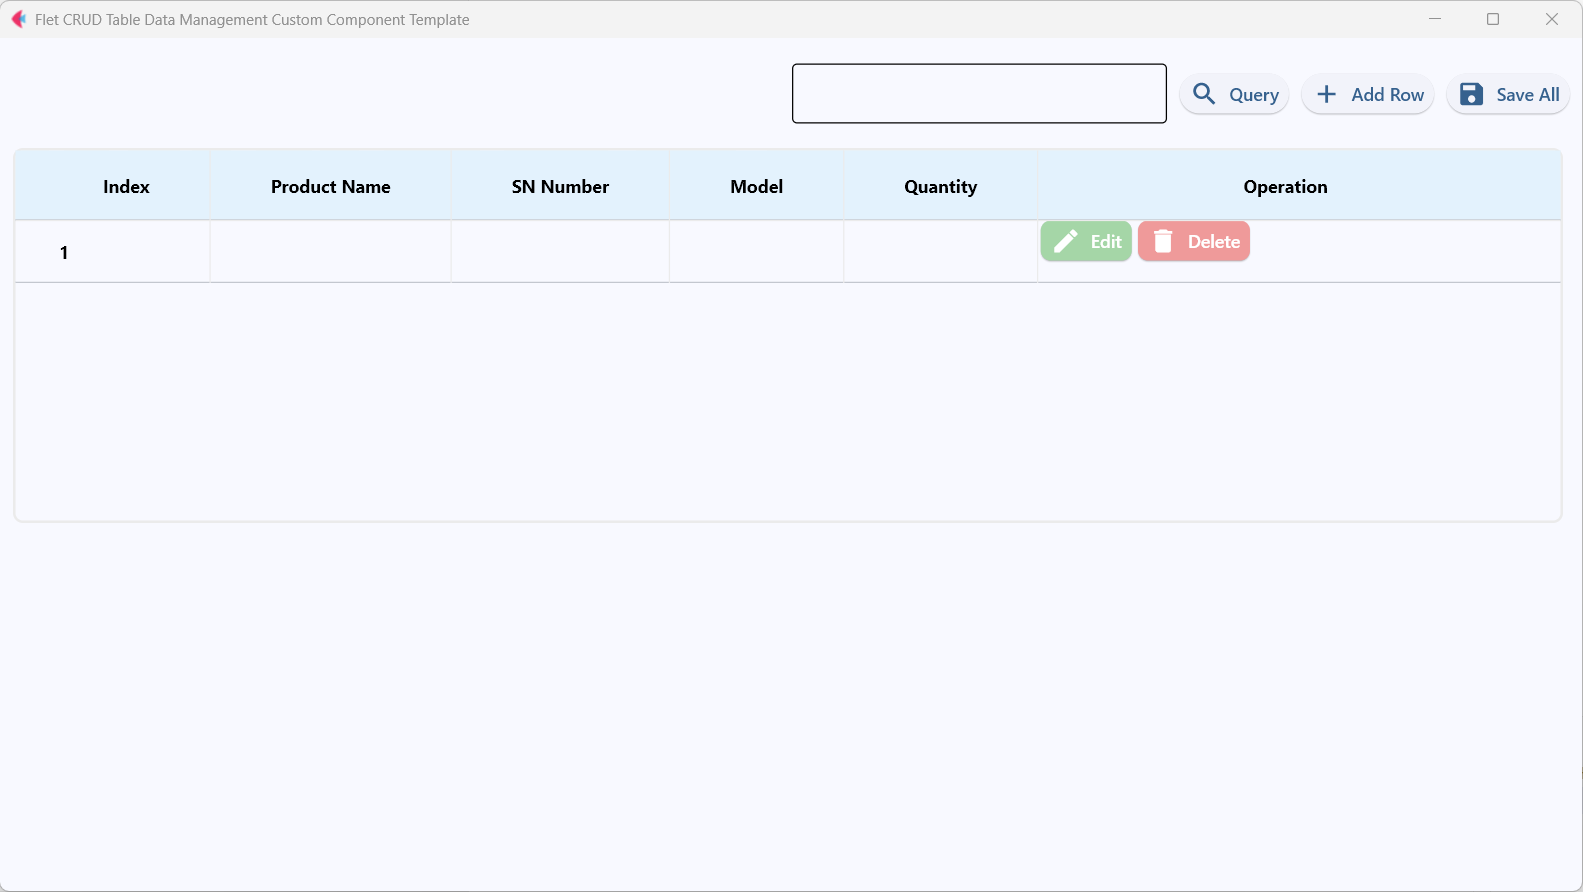 Flet CRUD Table Data Management Custom Component Template
Query Add Row Save All
Index Product Name SN Number Model Quantity Operation
1 Edit Delete